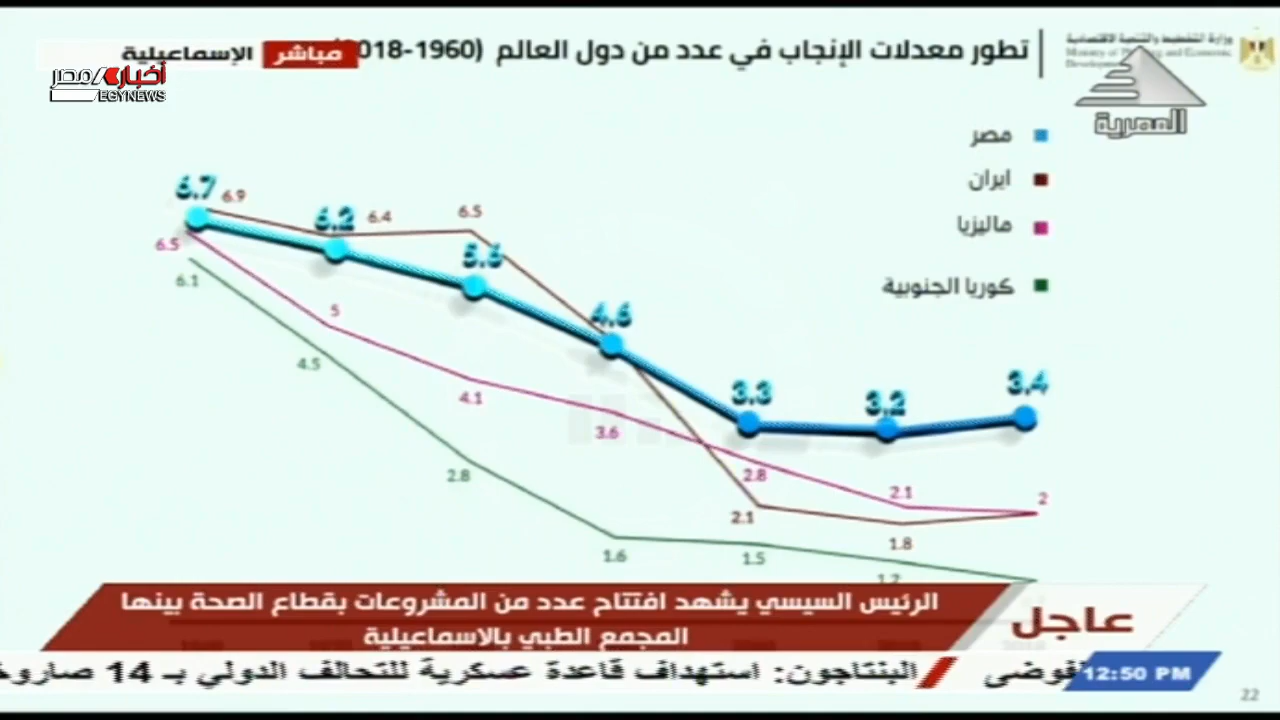 تطور معدلات الإنجاب في عدد من دول العالم (1960-2018)
مباشر
الإسماعيلية
أخبار/مصر
EGYNEWS
وزارة التخطيط والتنمية الاقتصادية
Ministry of Planning and Economic
Development
المصرية
مصر
ايران
ماليزيا
كوريا الجنوبية
6.7 6.2 5.6 4.6 3.3 3.2 3.4
6.9 6.4 6.5 2.1 1.8
6.5 5 4.1 3.6 2.8 2.1 2
6.1 4.5 2.8 1.6 1.5 1.2
عاجل
الرئيس السيسي يشهد افتتاح عدد من المشروعات بقطاع الصحة بينها
المجمع الطبي بالاسماعيلية
12:50 PM
فوضى
البنتاجون: استهداف قاعدة عسكرية للتحالف الدولي بـ 14
22